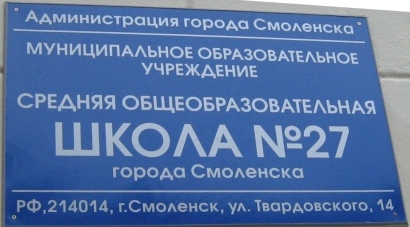 Администрация города Смоленска
МУНИЦИПАЛЬНОЕ ОБРАЗОВАТЕЛЬНОЕ
УЧРЕЖДЕНИЕ
СРЕДНЯЯ ОБЩЕОБРАЗОВАТЕЛЬНАЯ
ШКОЛА №27
города Смоленска
РФ,214014, г.Смоленск, ул. Твардовского, 14